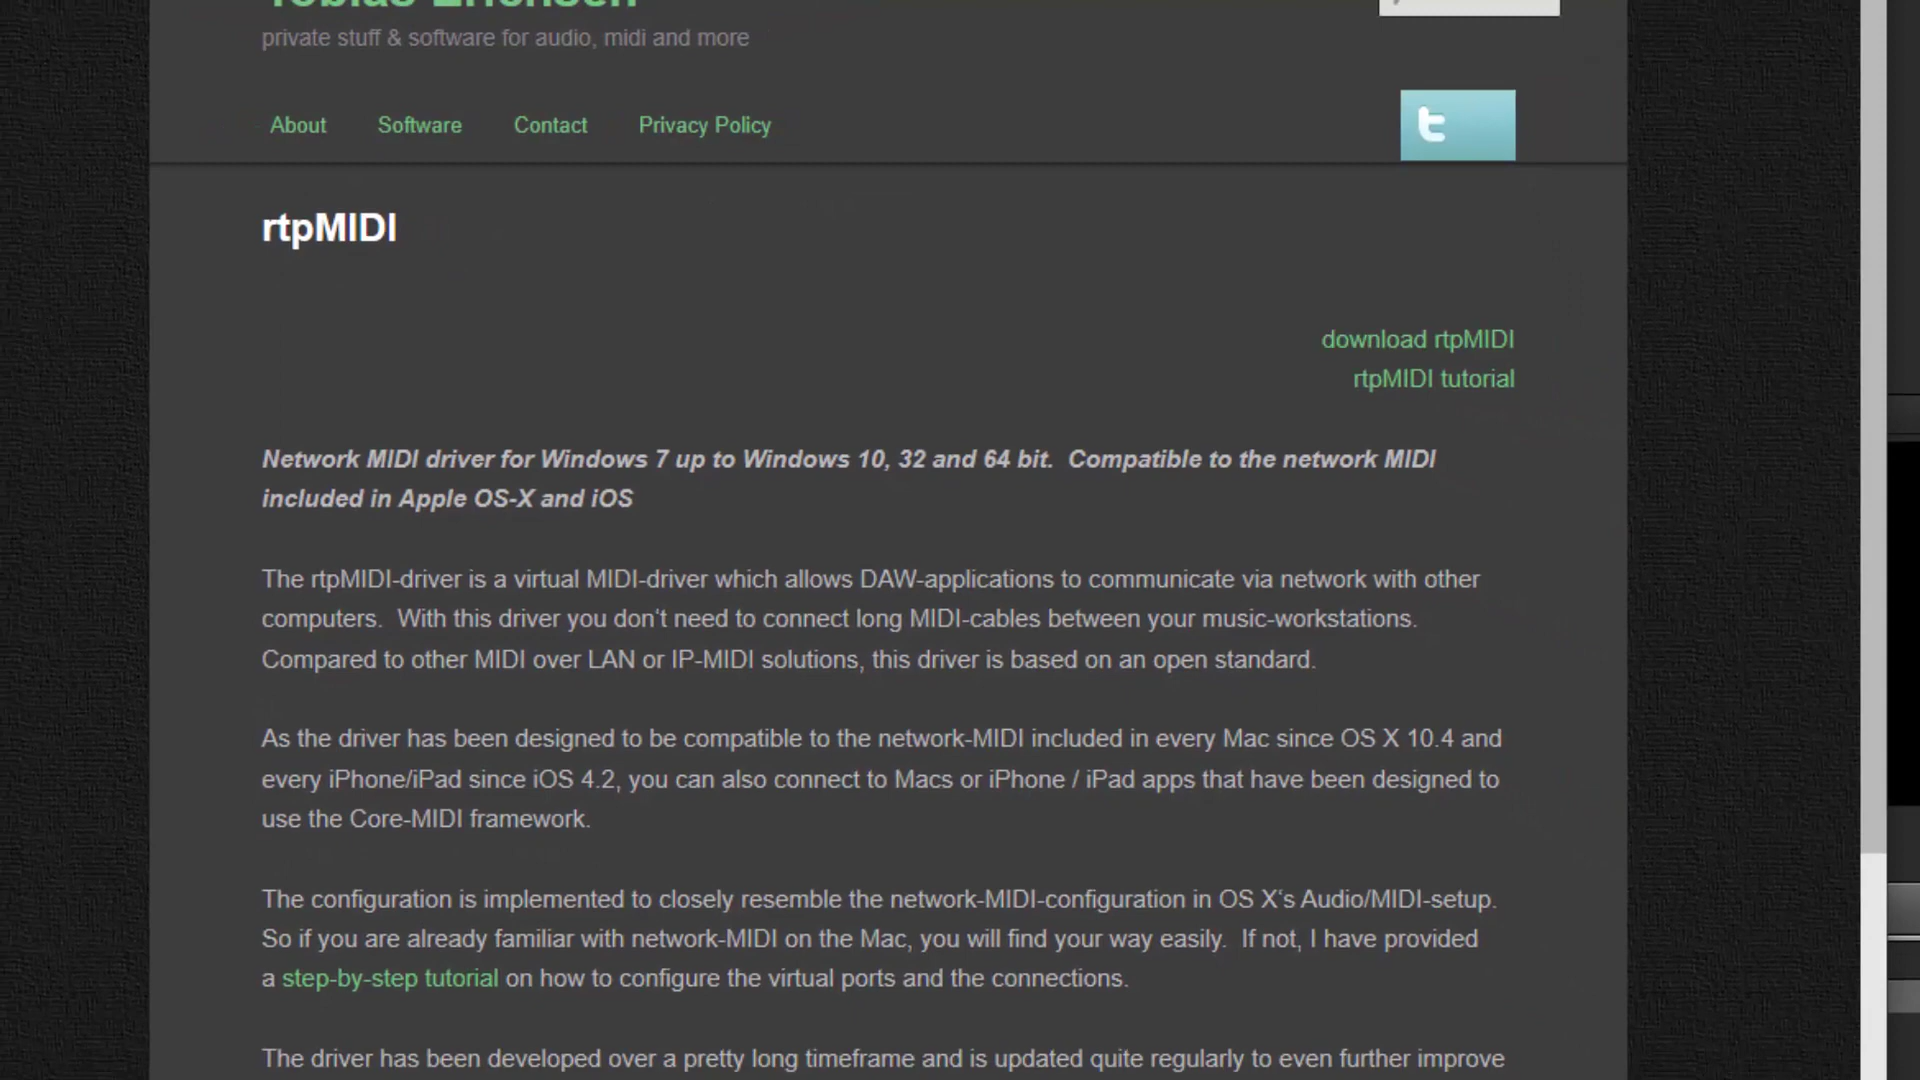 Tobias Erichsen
private stuff & software for audio, midi and more
About Software Contact Privacy Policy
rtpMIDI
download rtpMIDI
rtpMIDI tutorial
Network MIDI driver for Windows 7 up to Windows 10, 32 and 64 bit.  Compatible to the network MIDI
included in Apple OS-X and iOS
The rtpMIDI-driver is a virtual MIDI-driver which allows DAW-applications to communicate via network with other
computers.  With this driver you don't need to connect long MIDI-cables between your music-workstations.
Compared to other MIDI over LAN or IP-MIDI solutions, this driver is based on an open standard.
As the driver has been designed to be compatible to the network-MIDI included in every Mac since OS X 10.4 and
every iPhone/iPad since iOS 4.2, you can also connect to Macs or iPhone / iPad apps that have been designed to
use the Core-MIDI framework.
The configuration is implemented to closely resemble the network-MIDI-configuration in OS X‘s Audio/MIDI-setup.
So if you are already familiar with network-MIDI on the Mac, you will find your way easily.  If not, I have provided
a step-by-step tutorial on how to configure the virtual ports and the connections.
The driver has been developed over a pretty long timeframe and is updated quite regularly to even further improve